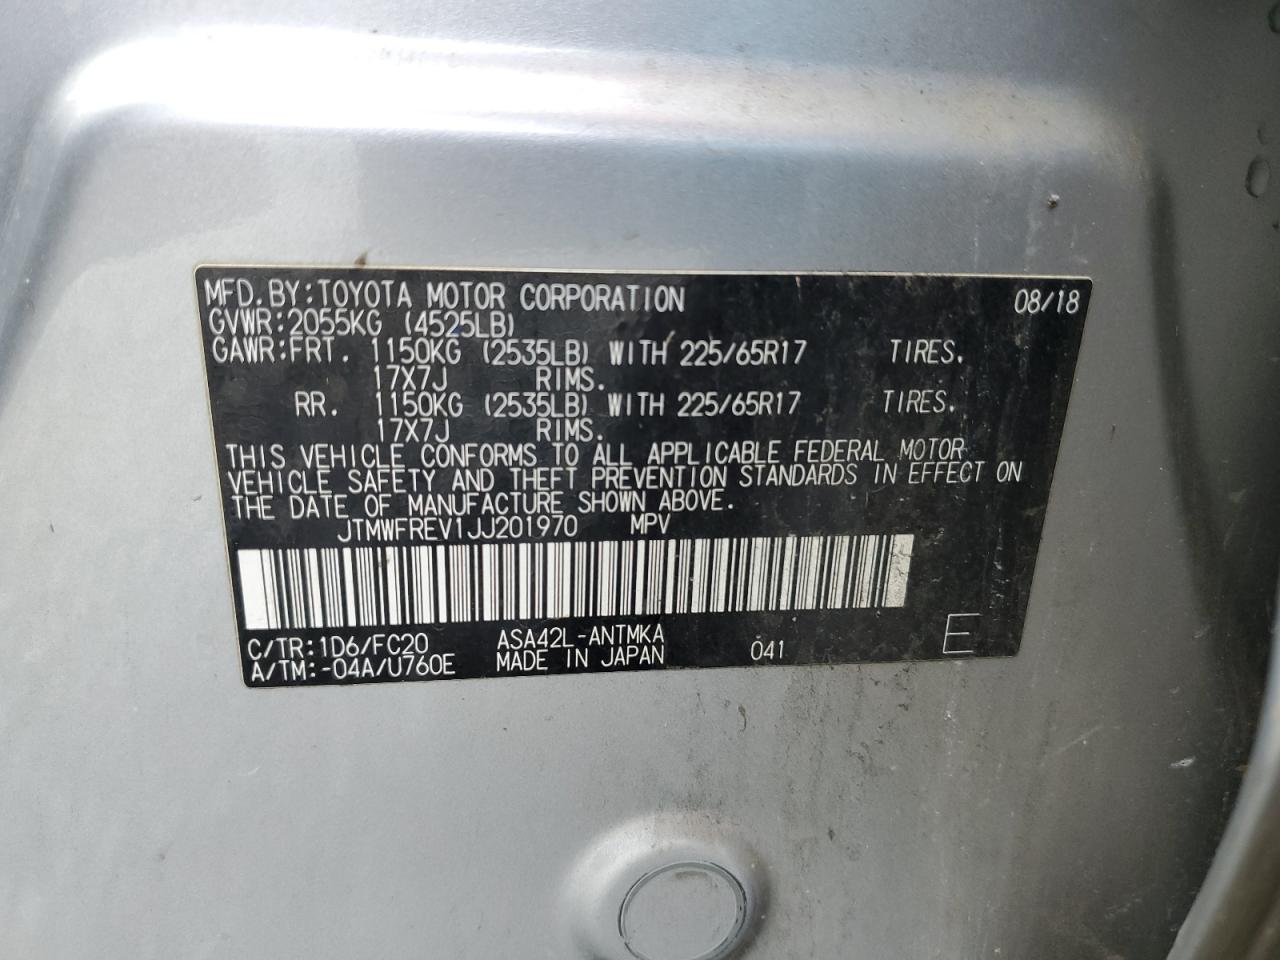 MFD.BY:TOYOTA MOTOR CORPORATION 08/18
GVWR:2055KG (4525LB)
GAWR:FRT. 1150KG (2535LB) WITH 225/65R17 TIRES.
17X7J RIMS.
RR. 1150KG (2535LB) WITH 225/65R17 TIRES.
17X7J RIMS.
THIS VEHICLE CONFORMS TO ALL APPLICABLE FEDERAL MOTOR
VEHICLE SAFETY AND THEFT PREVENTION STANDARDS IN EFFECT ON
THE DATE OF MANUFACTURE SHOWN ABOVE.
JTMWFREV1JJ201970 MPV
C/TR:1D6/FC20 ASA42L-ANTMKA
A/TM:-04A/U760E MADE IN JAPAN 041 E